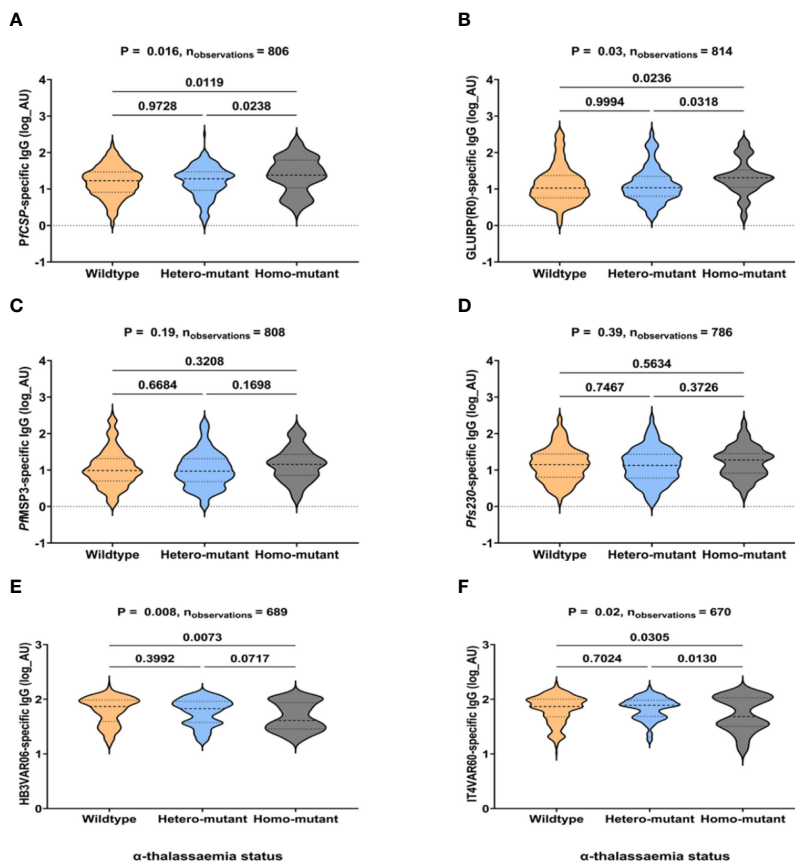 A
P = 0.016, nobservations = 806
0.0119
0.9728 0.0238
4
3
2
1
0
-1
PfCSP-specific IgG (log_AU)
Wildtype Hetero-mutant Homo-mutant
B
P = 0.03, nobservations = 814
0.0236
0.9994 0.0318
4
3
2
1
0
-1
GLURP(R0)-specific IgG (log_AU)
Wildtype Hetero-mutant Homo-mutant
C
P = 0.19, nobservations = 808
0.3208
0.6684 0.1698
4
3
2
1
0
-1
PfMSP3-specific IgG (log_AU)
Wildtype Hetero-mutant Homo-mutant
D
P = 0.39, nobservations = 786
0.5634
0.7467 0.3726
4
3
2
1
0
-1
Pfs230-specific IgG (log_AU)
Wildtype Hetero-mutant Homo-mutant
E
P = 0.008, nobservations = 689
0.0073
0.3992 0.0717
3
2
1
0
HB3VAR06-specific IgG (log_AU)
Wildtype Hetero-mutant Homo-mutant
α-thalassaemia status
F
P = 0.02, nobservations = 670
0.0305
0.7024 0.0130
3
2
1
0
IT4VAR60-specific IgG (log_AU)
Wildtype Hetero-mutant Homo-mutant
α-thalassaemia status